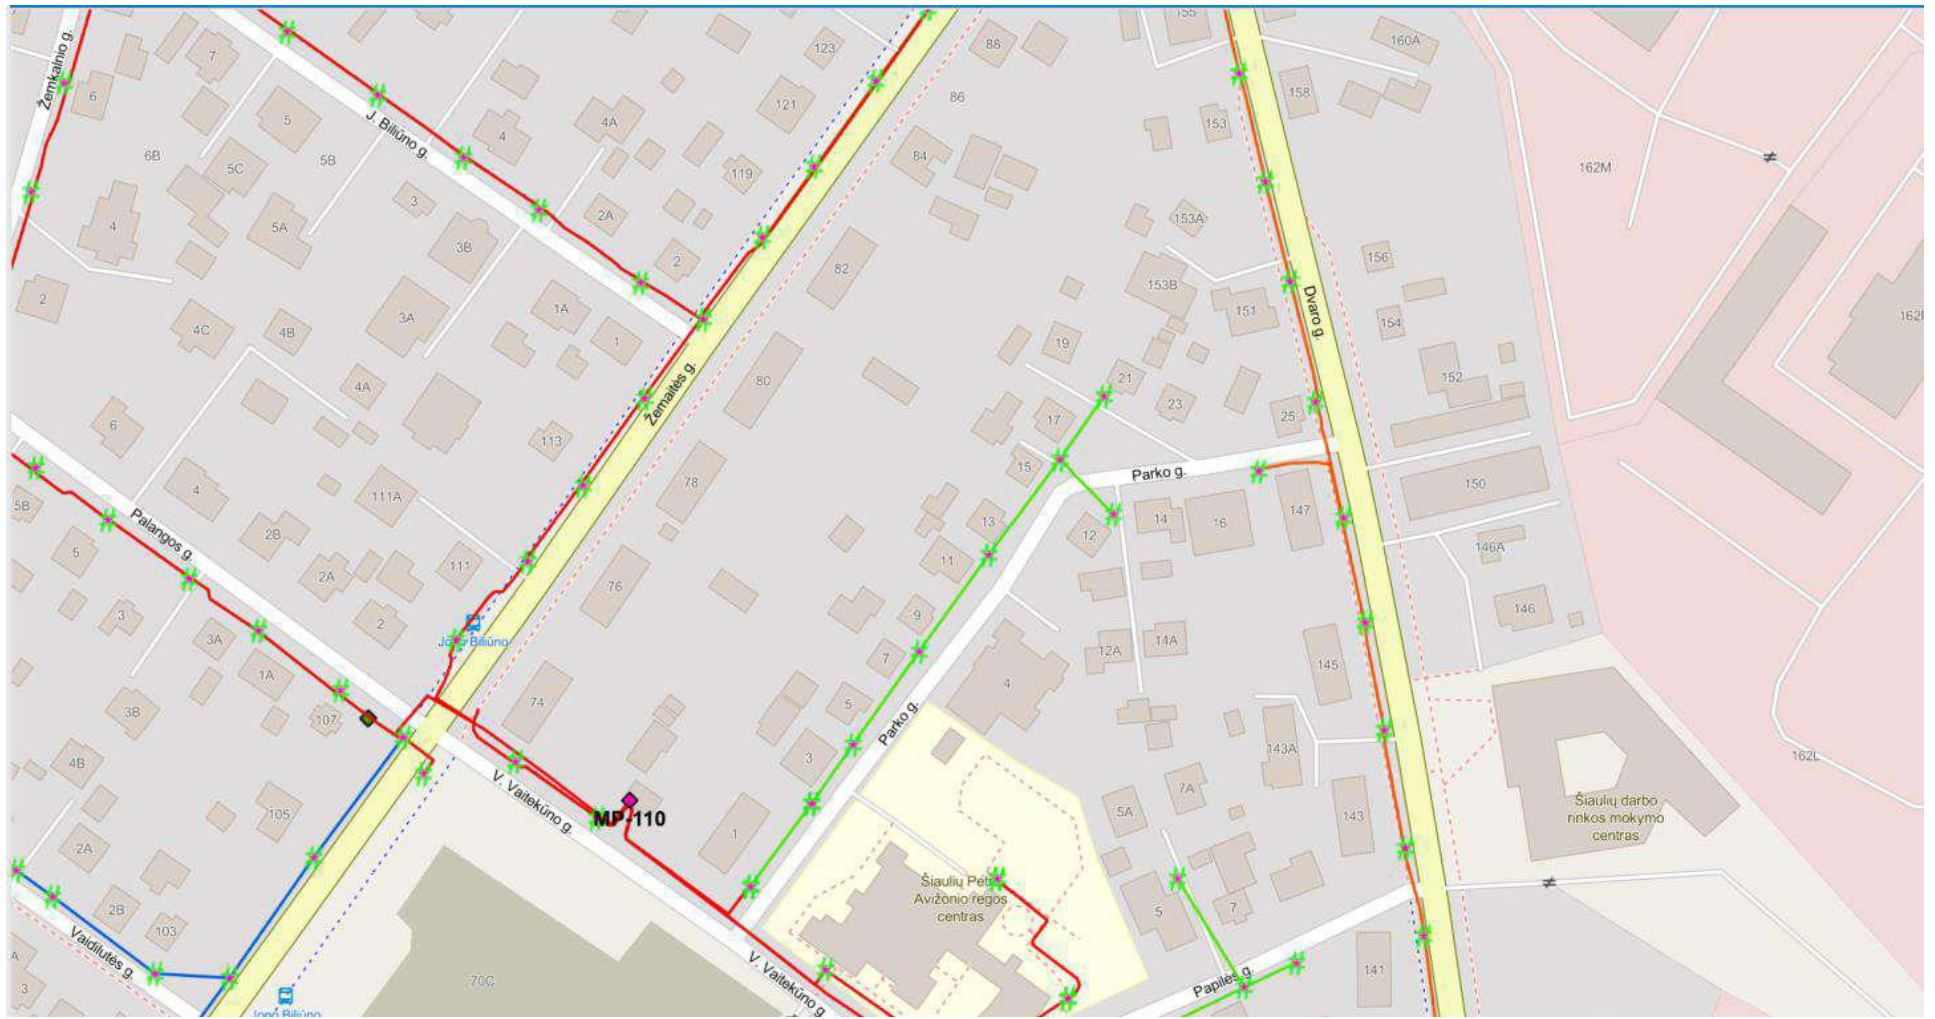 Žemkalnio g.
7
123
88
155
160A
6
5
J. Biliūno g.
4
4A
121
86
158
153
6B
5C
5B
119
84
162M
4
5A
3
3B
2A
2
153A
156
2
4C
4B
3A
1A
1
82
153B
151
Dvaro g.
154
162
4A
80
Žemaitės g.
19
21
23
25
152
6
113
17
15
Parko g.
5B
4
111A
78
13
14
16
147
150
Palangos g.
2B
12
5
111
11
146A
2A
76
3
3A
2
Jono Biliūno
9
12A
14A
146
7
145
1A
74
4
3B
107
5
Parko g.
143A
4B
3
162L
V. Vaitekūno g.
7A
105
MP-110
1
5A
143
Šiaulių darbo
rinkos mokymo
centras
2A
Šiaulių Petro
Avižonio regos
centras
2B
103
5
7
Vaidilutės g.
A
3
70C
V. Vaitekūno g.
Papilės g.
141
Jono Biliūno